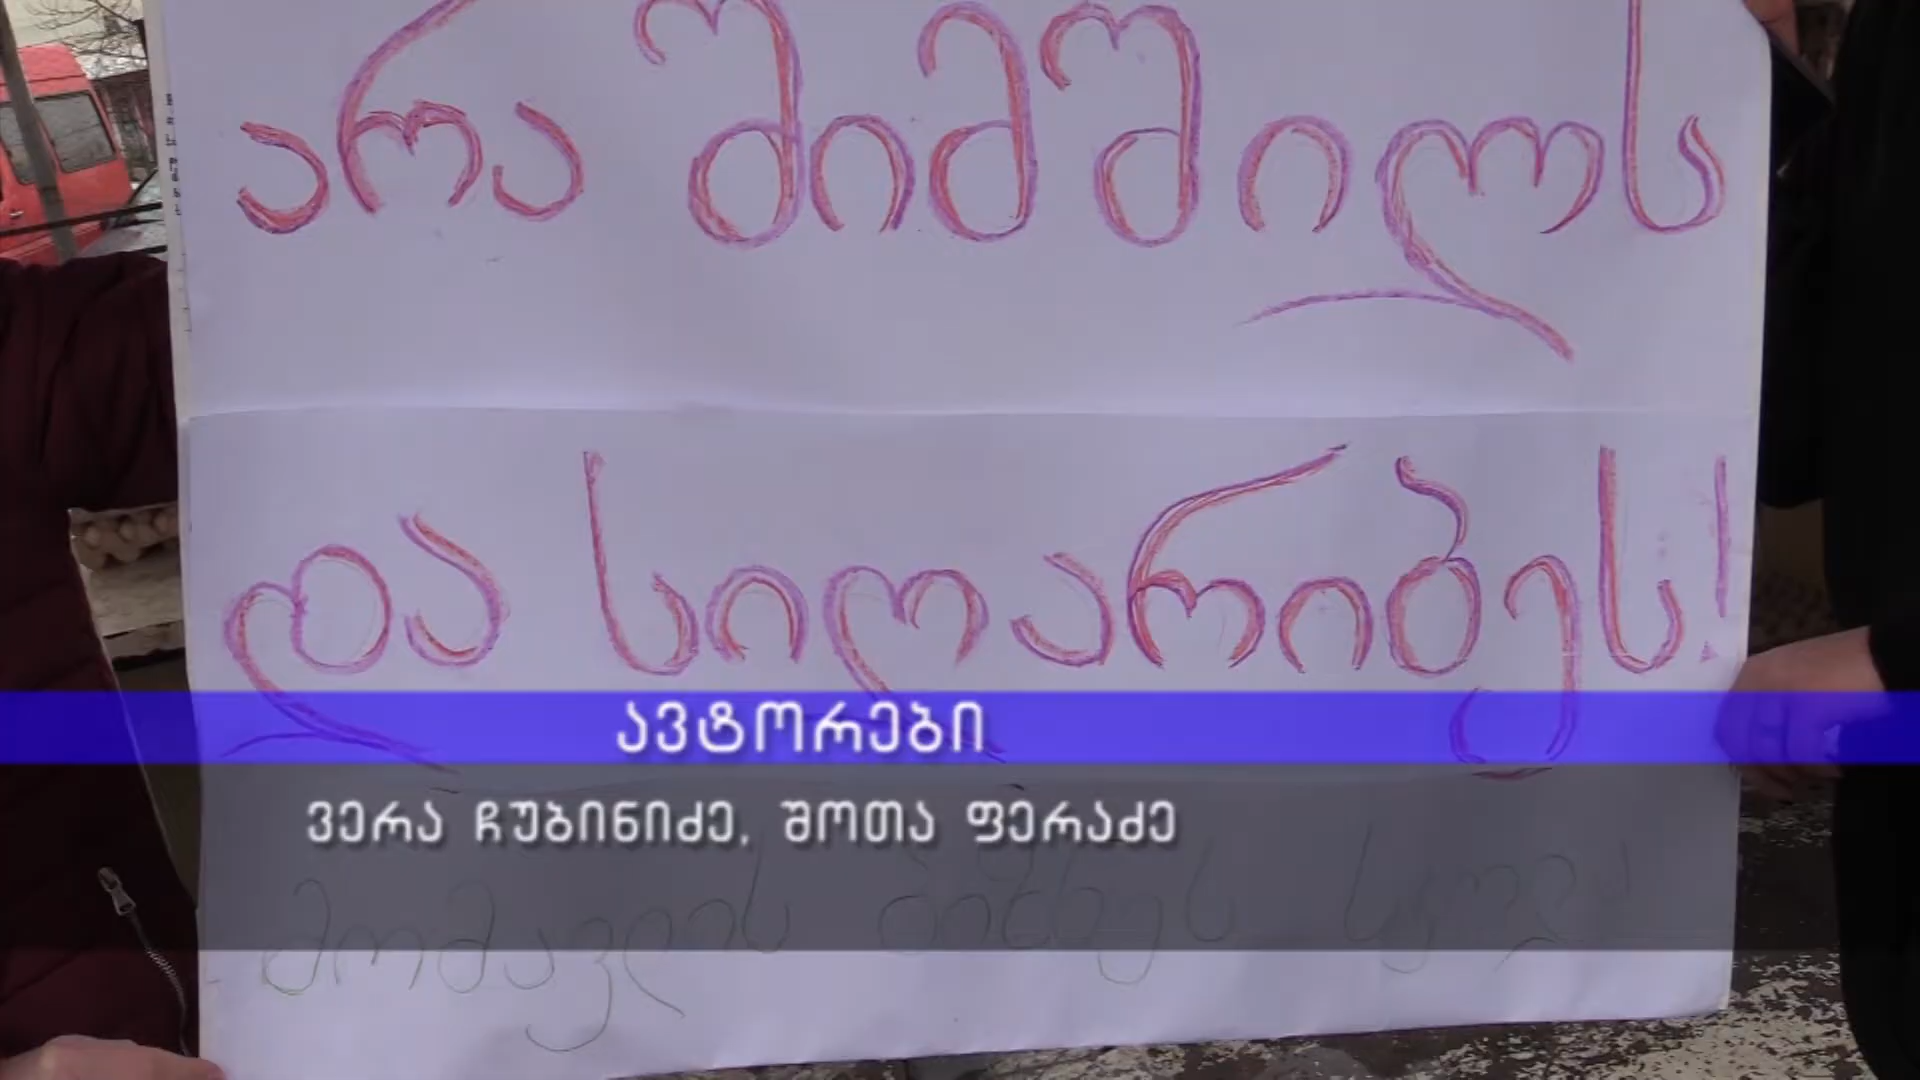 არა შიმშილს
და სიღარიბეს!
ავტორები
ვერა ჩუბინიძე, შოთა ფერაძე